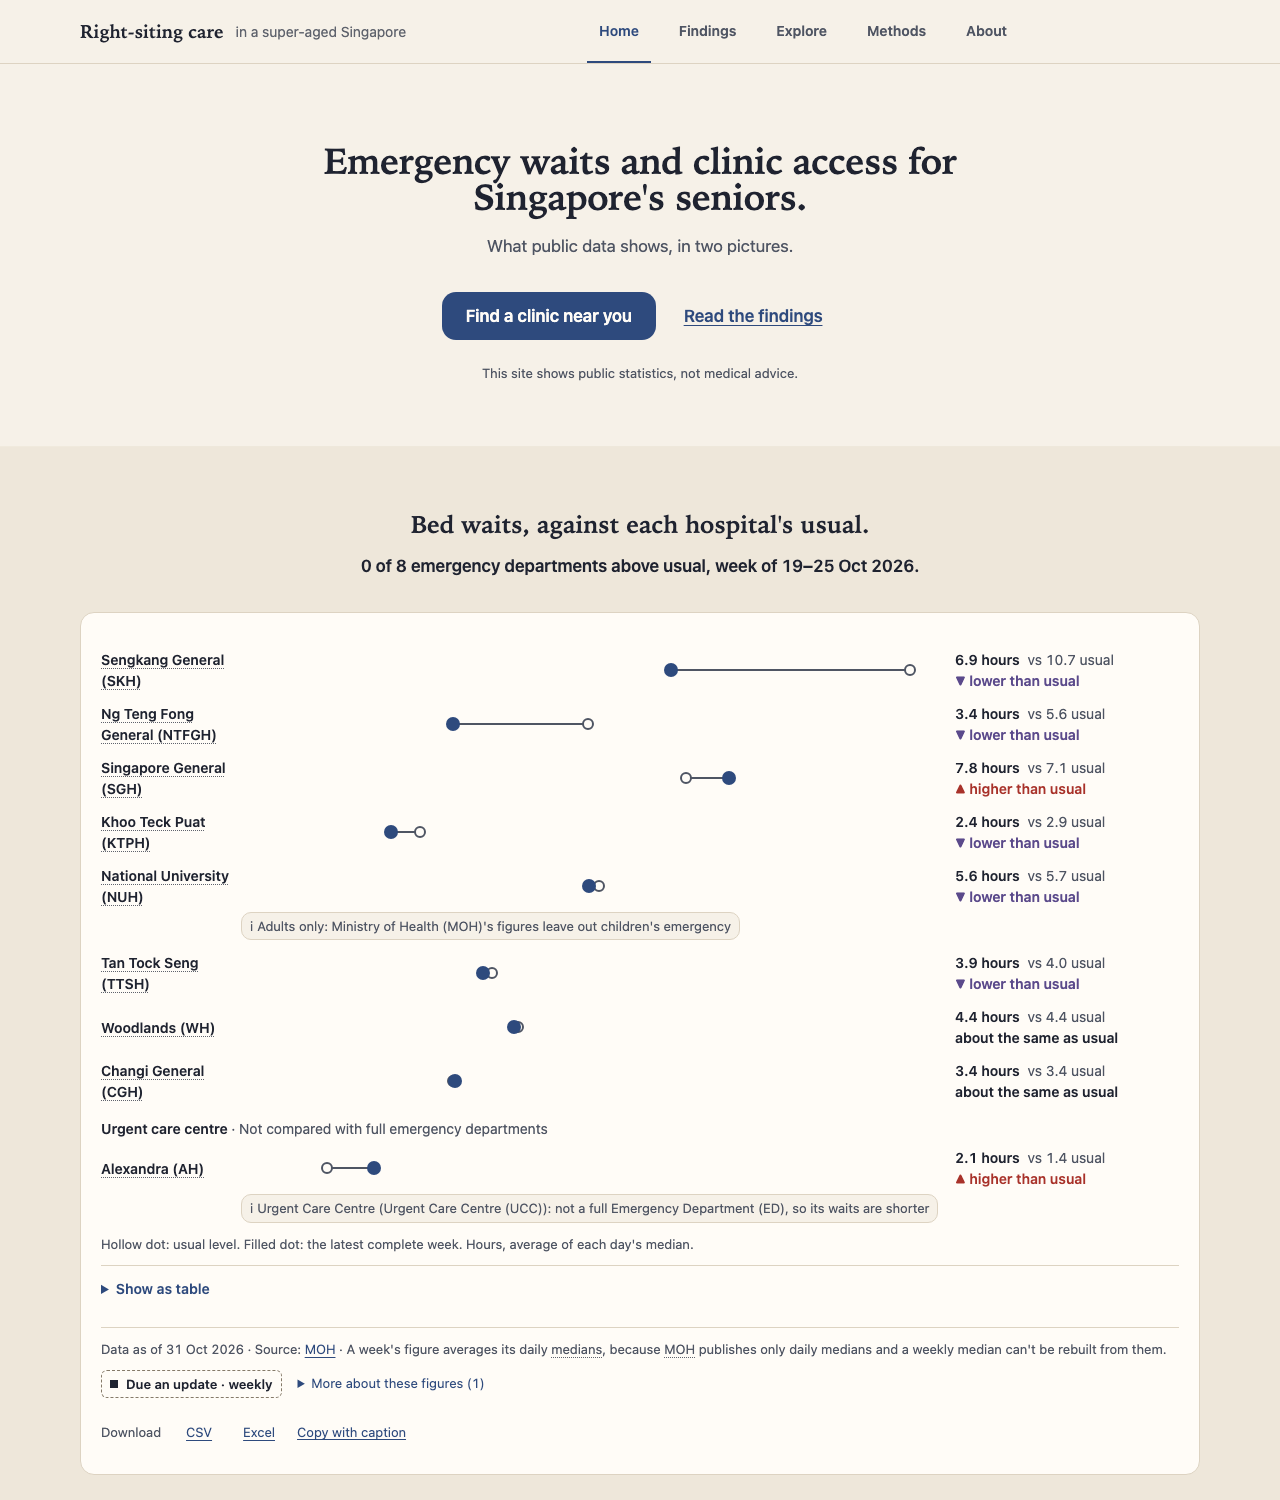 Right-siting care in a super-aged Singapore
Home Findings Explore Methods About
Emergency waits and clinic access for
Singapore's seniors.
What public data shows, in two pictures.
Find a clinic near you Read the findings
This site shows public statistics, not medical advice.
Bed waits, against each hospital's usual.
0 of 8 emergency departments above usual, week of 19–25 Oct 2026.
Sengkang General
(SKH)
6.9 hours vs 10.7 usual
▼ lower than usual
Ng Teng Fong
General (NTFGH)
3.4 hours vs 5.6 usual
▼ lower than usual
Singapore General
(SGH)
7.8 hours vs 7.1 usual
▲ higher than usual
Khoo Teck Puat
(KTPH)
2.4 hours vs 2.9 usual
▼ lower than usual
National University
(NUH)
5.6 hours vs 5.7 usual
▼ lower than usual
i Adults only: Ministry of Health (MOH)'s figures leave out children's emergency
Tan Tock Seng
(TTSH)
3.9 hours vs 4.0 usual
▼ lower than usual
Woodlands (WH)
4.4 hours vs 4.4 usual
about the same as usual
Changi General
(CGH)
3.4 hours vs 3.4 usual
about the same as usual
Urgent care centre · Not compared with full emergency departments
Alexandra (AH)
2.1 hours vs 1.4 usual
▲ higher than usual
i Urgent Care Centre (Urgent Care Centre (UCC)): not a full Emergency Department (ED), so its waits are shorter
Hollow dot: usual level. Filled dot: the latest complete week. Hours, average of each day's median.
▶ Show as table
Data as of 31 Oct 2026 · Source: MOH · A week's figure averages its daily medians, because MOH publishes only daily medians and a weekly median can't be rebuilt from them.
■ Due an update · weekly ▶ More about these figures (1)
Download CSV Excel Copy with caption